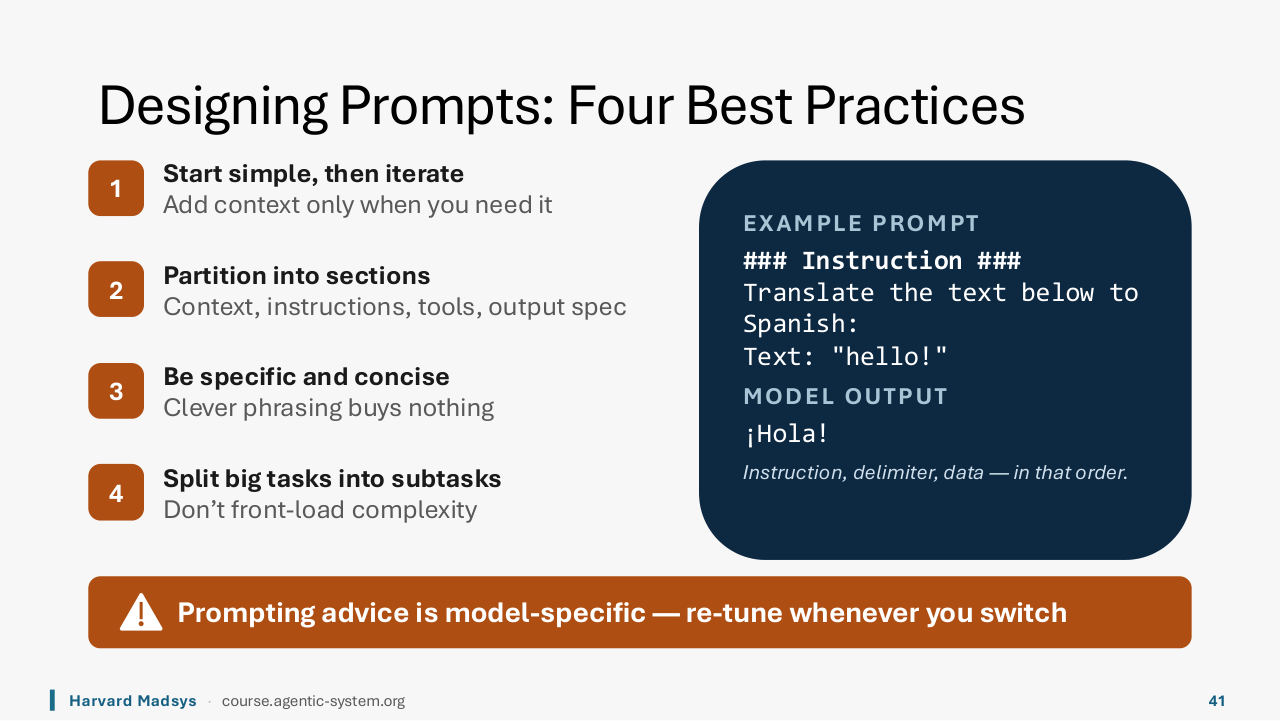 Designing Prompts: Four Best Practices
1
Start simple, then iterate
Add context only when you need it
2
Partition into sections
Context, instructions, tools, output spec
3
Be specific and concise
Clever phrasing buys nothing
4
Split big tasks into subtasks
Don’t front-load complexity
EXAMPLE PROMPT
### Instruction ###
Translate the text below to
Spanish:
Text: "hello!"
MODEL OUTPUT
¡Hola!
Instruction, delimiter, data — in that order.
Prompting advice is model-specific — re-tune whenever you switch
Harvard Madsys · course.agentic-system.org
41